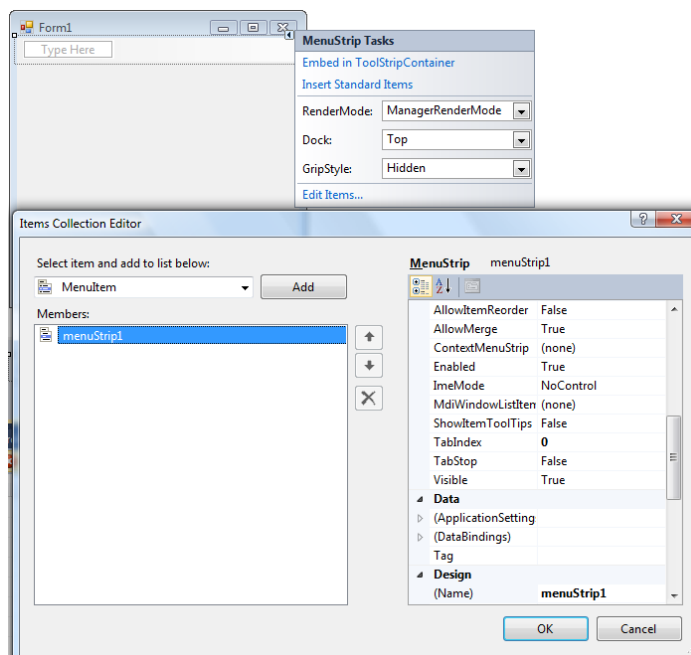 Form1
Type Here
MenuStrip Tasks
Embed in ToolStripContainer
Insert Standard Items
RenderMode: ManagerRenderMode
Dock: Top
GripStyle: Hidden
Edit Items...
Items Collection Editor
Select item and add to list below:
MenuItem Add
Members:
menuStrip1
MenuStrip menuStrip1
AllowItemReorder False
AllowMerge True
ContextMenuStrip (none)
Enabled True
ImeMode NoControl
MdiWindowListIten (none)
ShowItemToolTips False
TabIndex 0
TabStop False
Visible True
Data
(ApplicationSetting
(DataBindings)
Tag
Design
(Name) menuStrip1
OK Cancel